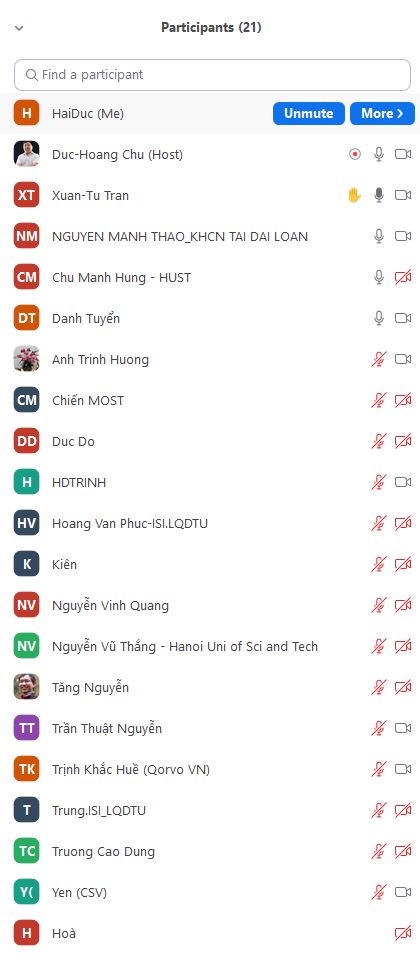 Participants (21)
Find a participant
H HaiDuc (Me) Unmute More
Duc-Hoang Chu (Host)
XT Xuan-Tu Tran
NM NGUYEN MANH THAO_KHCN TAI DAI LOAN
CM Chu Manh Hung - HUST
DT Danh Tuyển
Anh Trinh Huong
CM Chiến MOST
DD Duc Do
H HDTRINH
HV Hoang Van Phuc-ISI.LQDTU
K Kiên
NV Nguyễn Vinh Quang
NV Nguyễn Vũ Thắng - Hanoi Uni of Sci and Tech
Tăng Nguyễn
TT Trần Thuật Nguyễn
TK Trịnh Khắc Huề (Qorvo VN)
T Trung.ISI_LQDTU
TC Truong Cao Dung
Y( Yen (CSV)
H Hoà